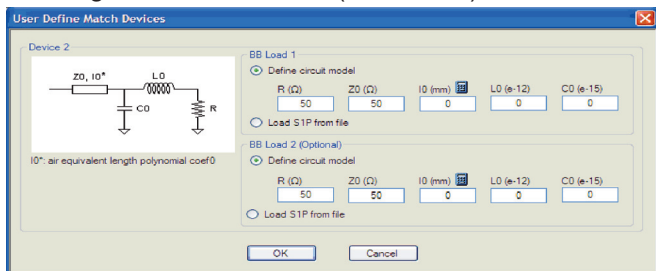 User Define Match Devices
Device 2
Z0, l0*
L0
C0
R
l0*: air equivalent length polynomial coef0
BB Load 1
Define circuit model
R (Ω) Z0 (Ω) l0 (mm) L0 (e-12) C0 (e-15)
50 50 0 0 0
Load S1P from file
BB Load 2 (Optional)
Define circuit model
R (Ω) Z0 (Ω) l0 (mm) L0 (e-12) C0 (e-15)
50 50 0 0 0
Load S1P from file
OK Cancel